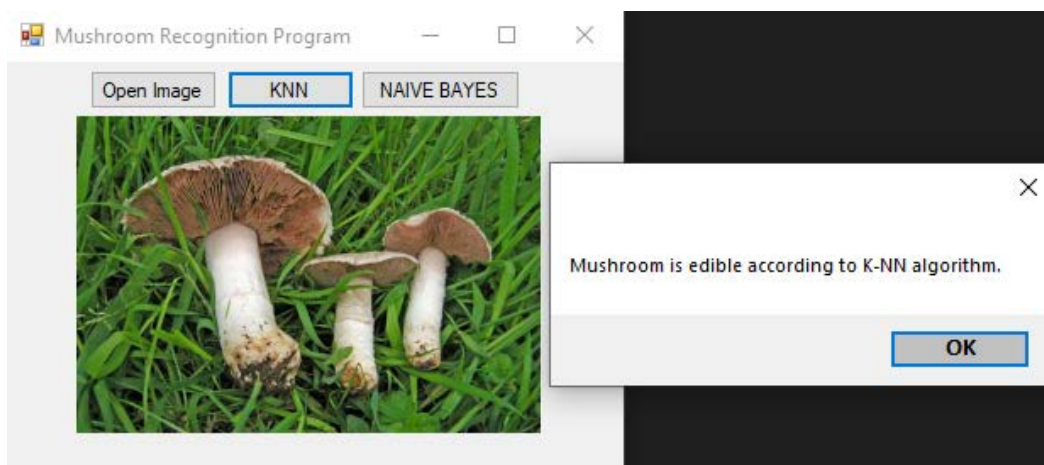 Mushroom Recognition Program
Open Image KNN NAIVE BAYES
Mushroom is edible according to K-NN algorithm.
OK